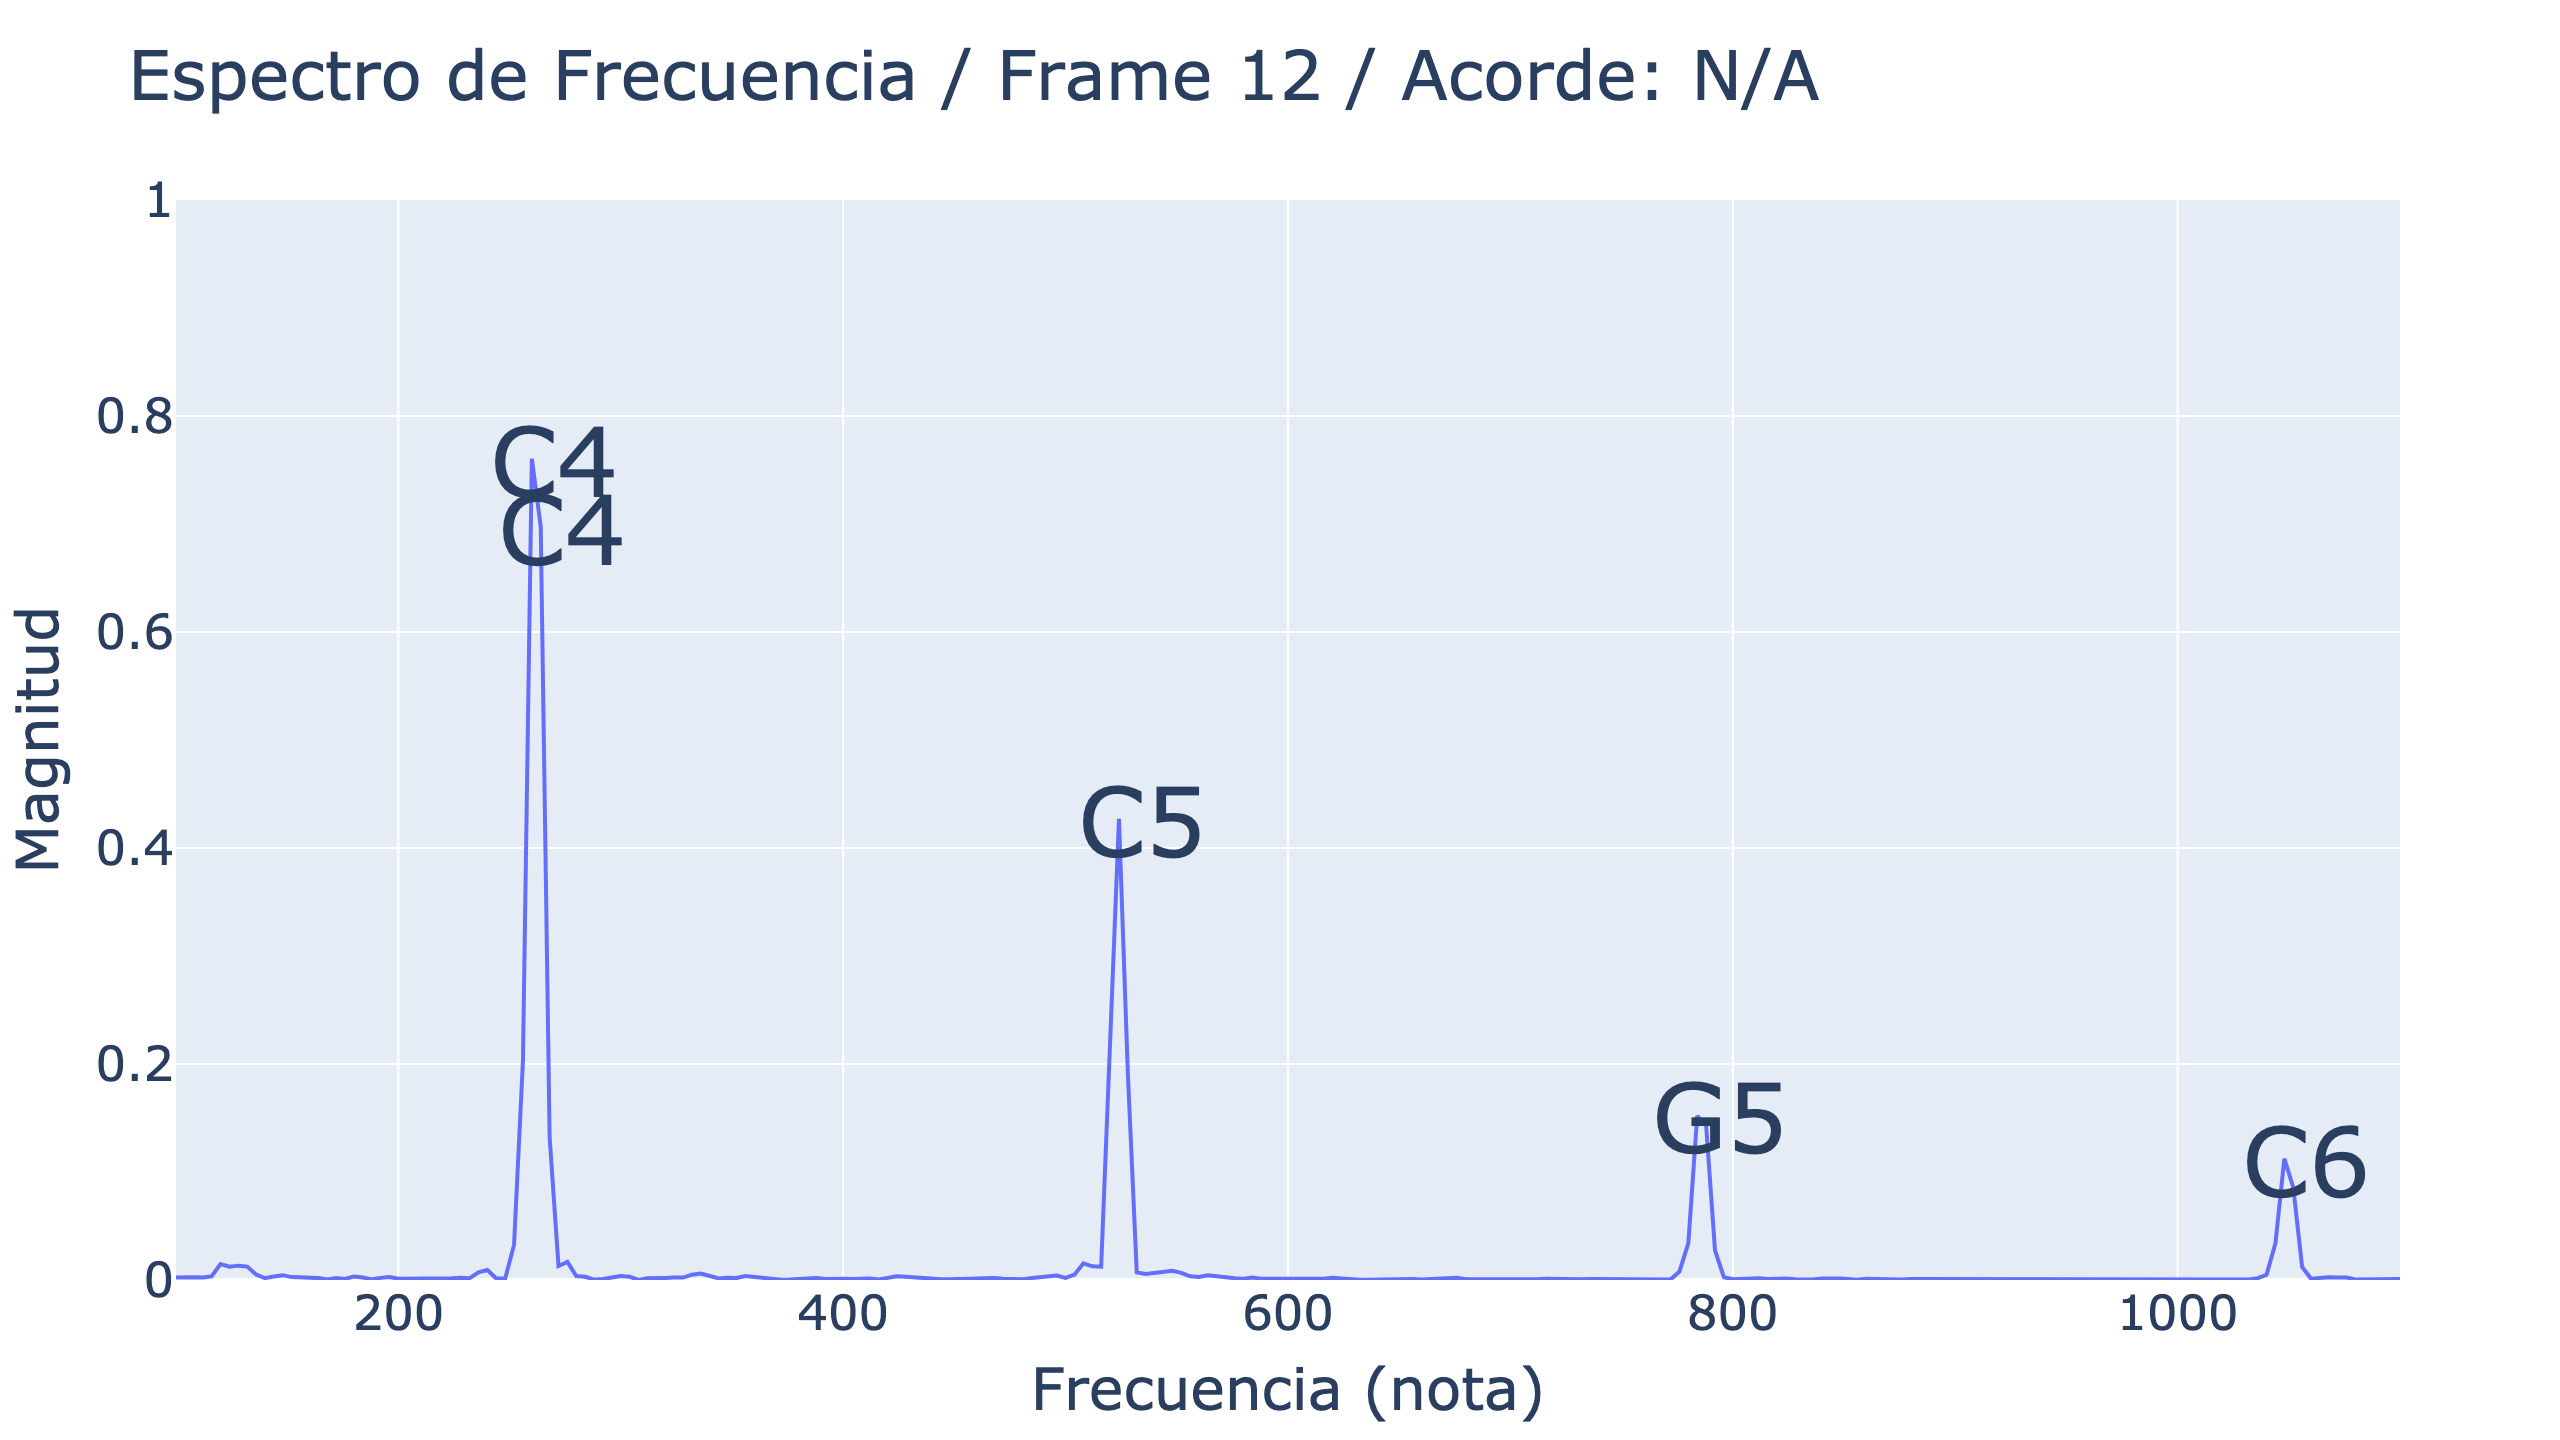 Espectro de Frecuencia / Frame 12 / Acorde: N/A
1
0.8
0.6
0.4
0.2
0
Magnitud
C4
C4
C5
G5
C6
200 400 600 800 1000
Frecuencia (nota)